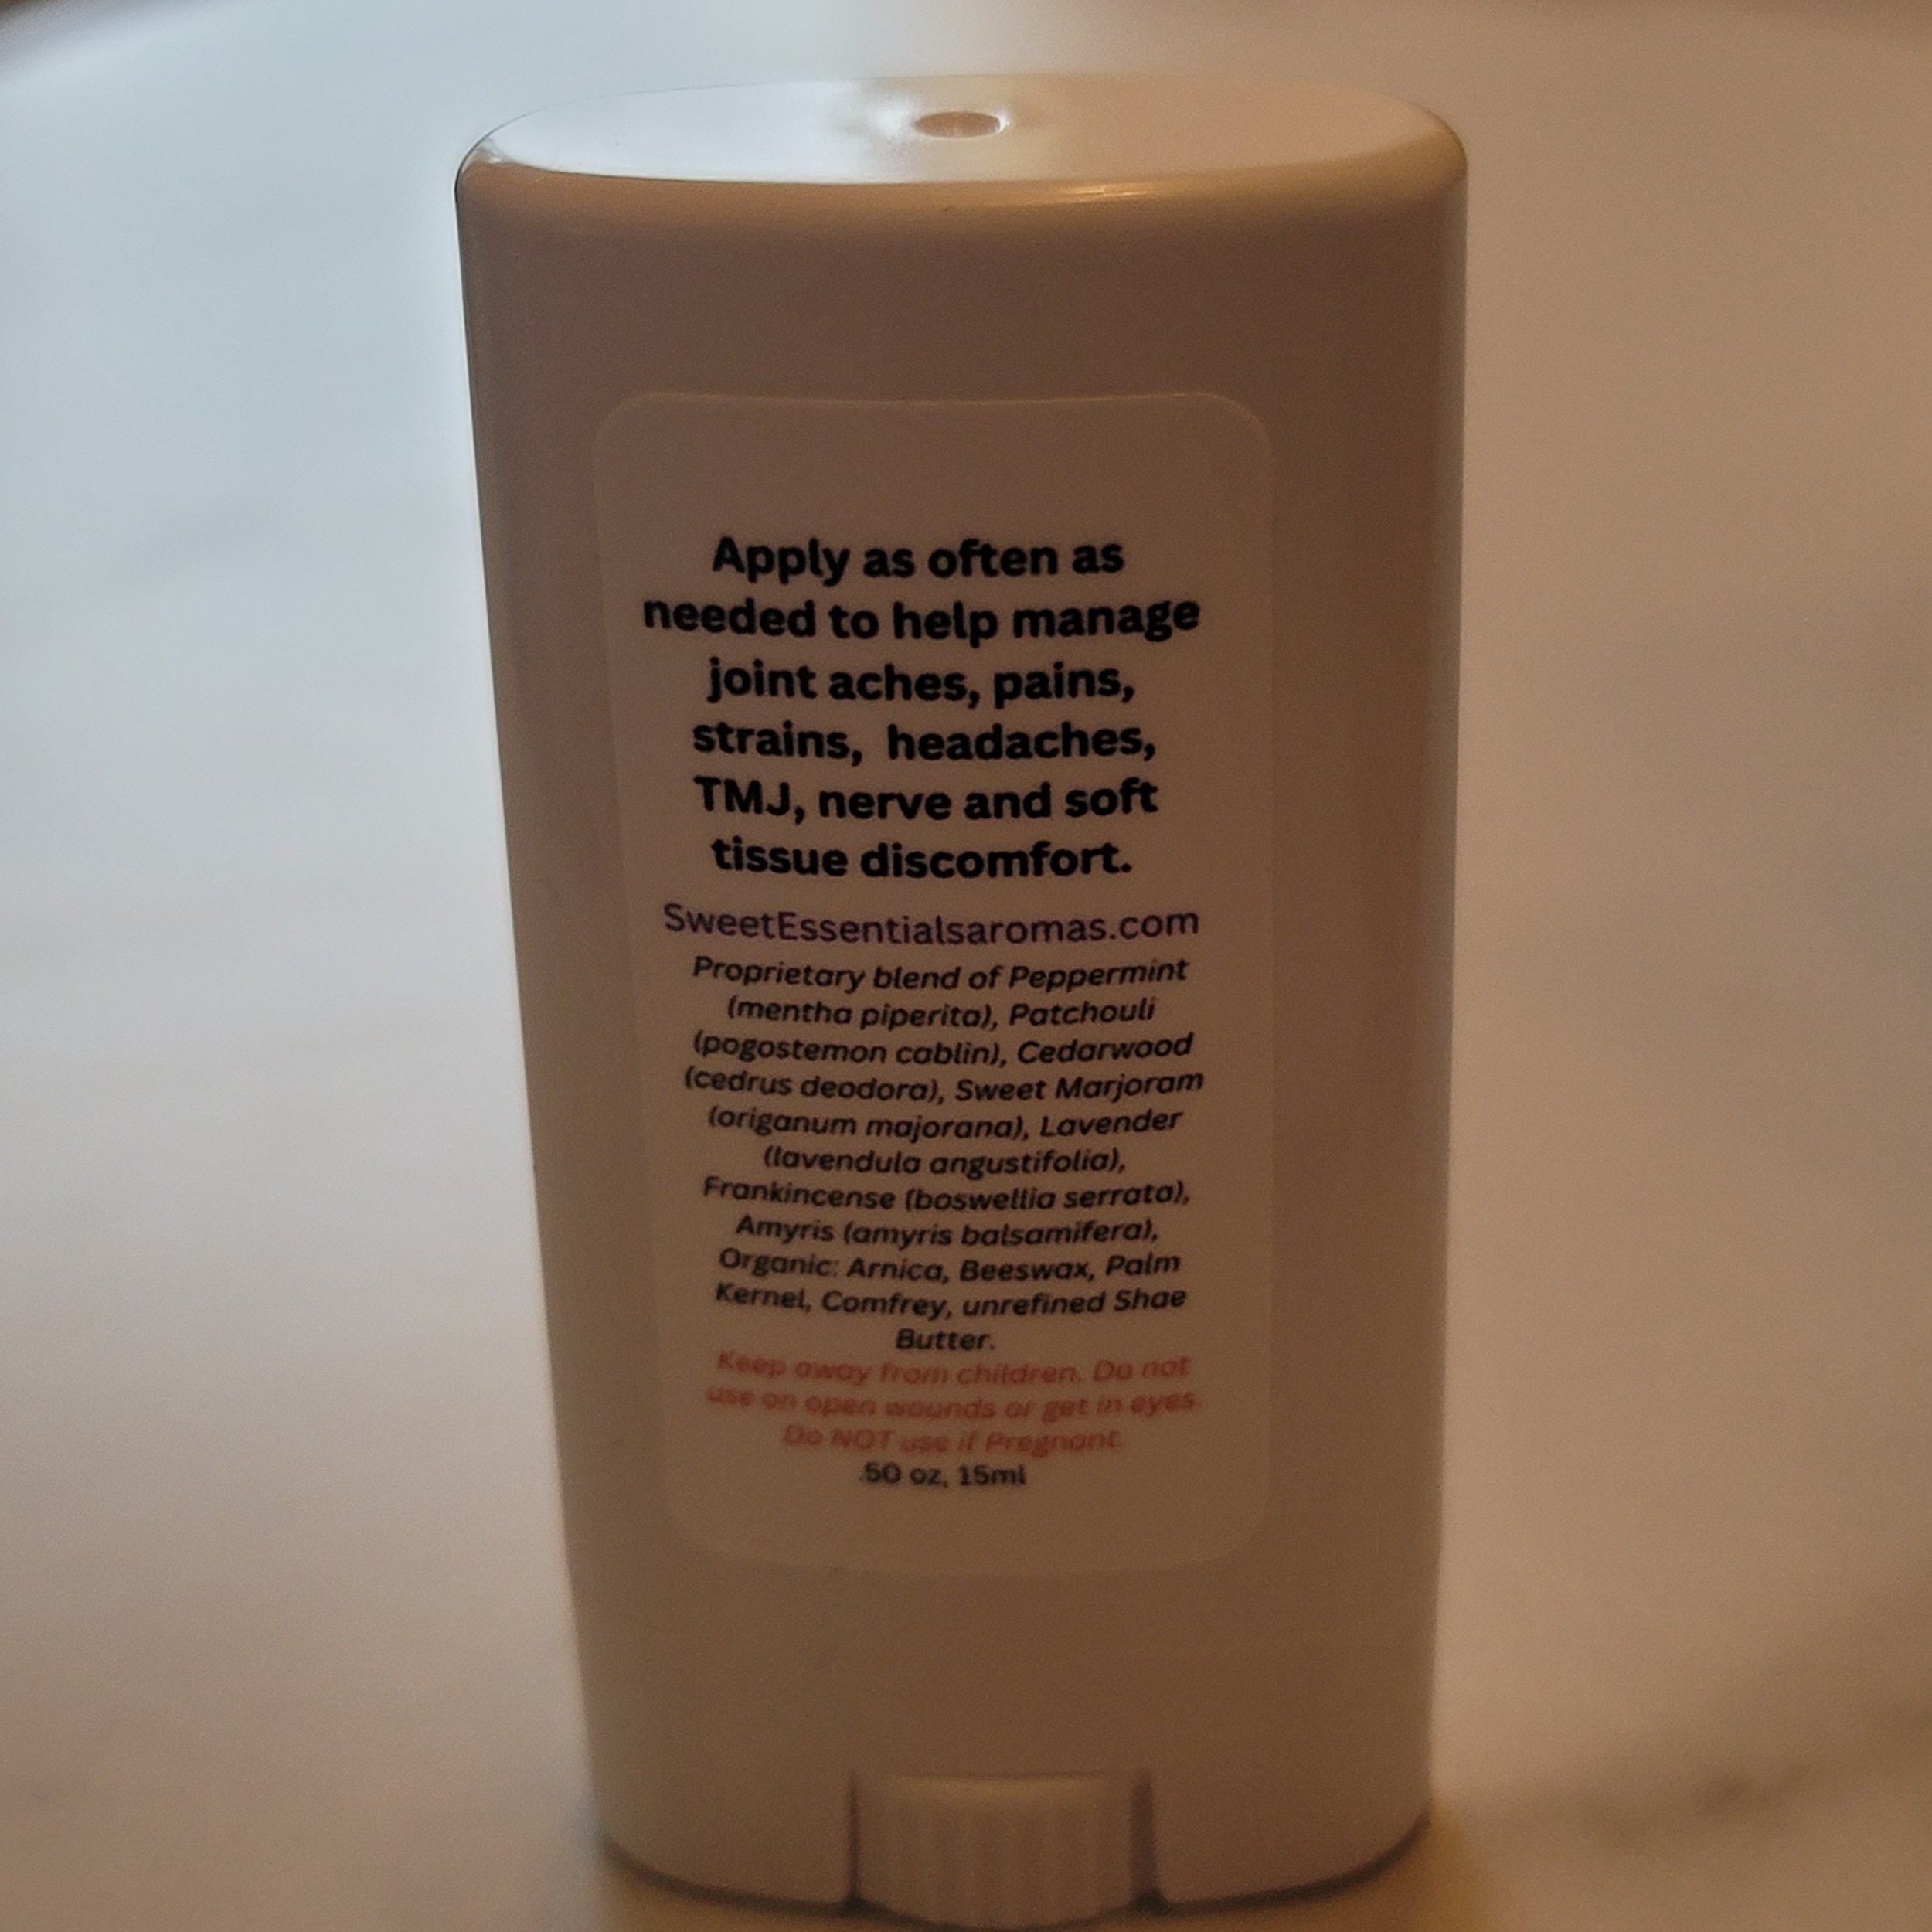 Apply as often as
needed to help manage
joint aches, pains,
strains, headaches,
TMJ, nerve and soft
tissue discomfort.
SweetEssentialsaromas.com
Proprietary blend of Peppermint
(mentha piperita), Patchouli
(pogostemon cablin), Cedarwood
(cedrus deodora), Sweet Marjoram
(origanum majorana), Lavender
(lavendula angustifolia),
Frankincense (boswellia serrata),
Amyris (amyris balsamifera),
Organic: Arnica, Beeswax, Palm
Kernel, Comfrey, unrefined Shae
Butter.
Keep away from children. Do not
use on open wounds or get in eyes.
Do NOT use if Pregnant.
.50 oz, 15ml